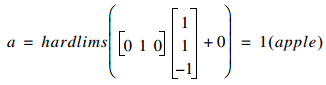 a = hardlims([0 1 0][1 1 −1] + 0) = 1(apple)